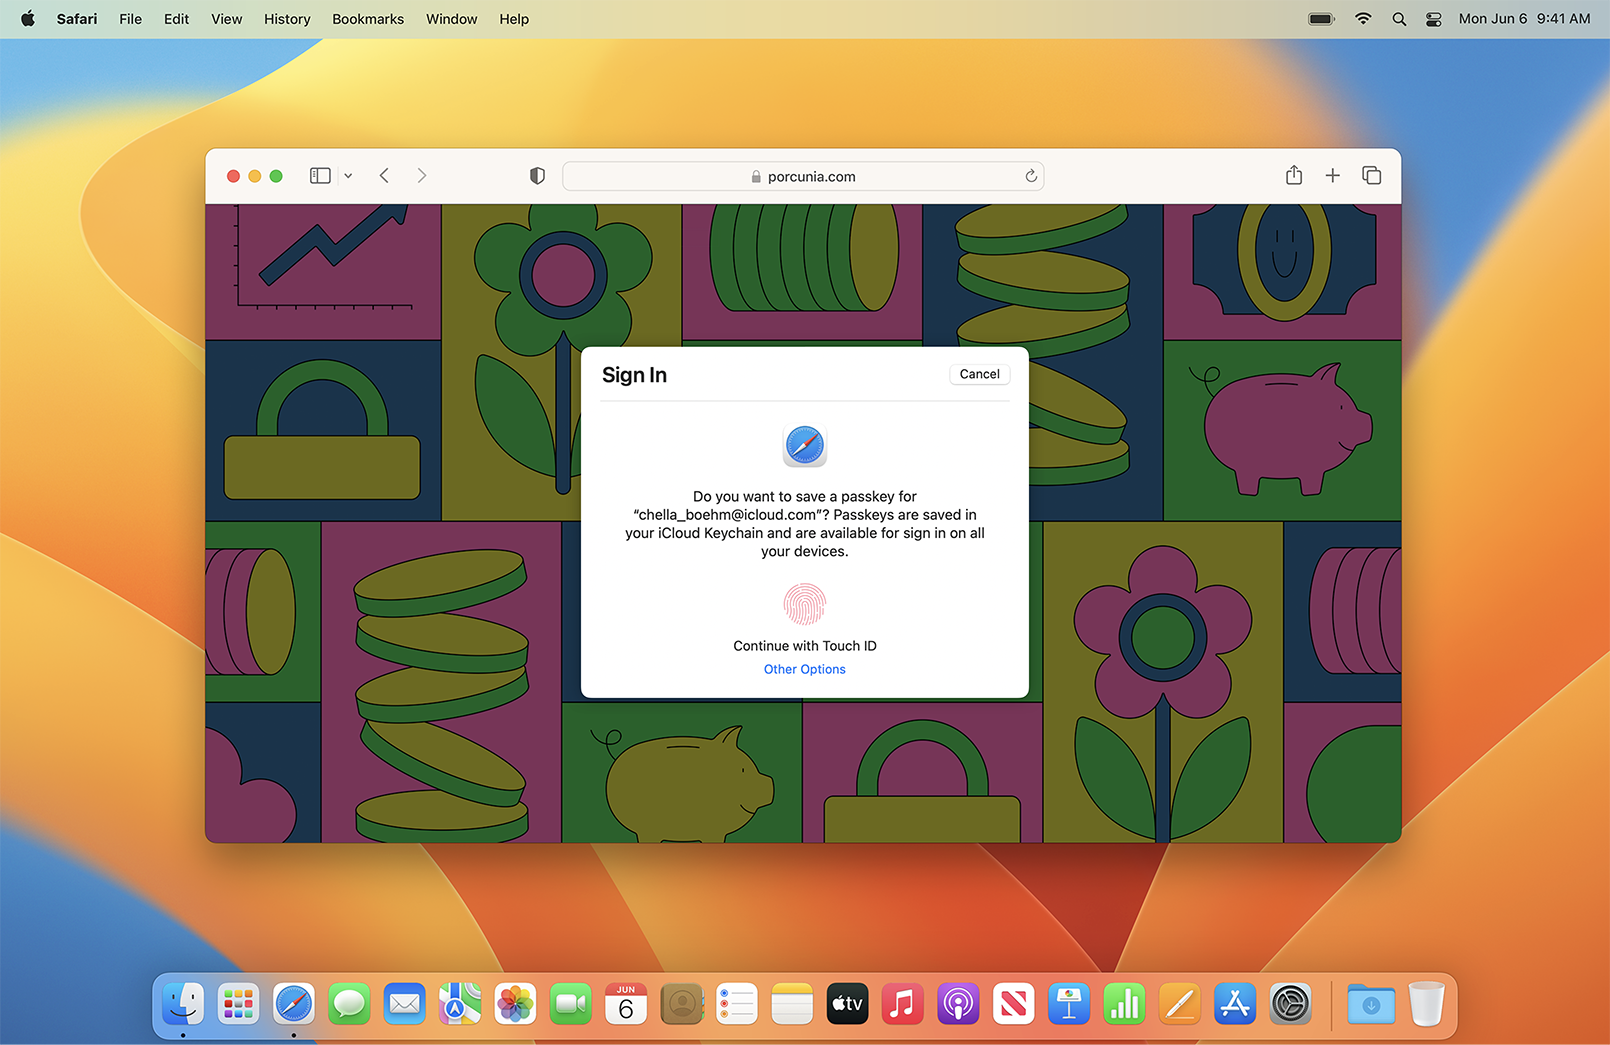 Safari File Edit View History Bookmarks Window Help Mon Jun 6 9:41 AM
porcunia.com
Sign In Cancel
Do you want to save a passkey for
“chella_boehm@icloud.com”? Passkeys are saved in
your iCloud Keychain and are available for sign in on all
your devices.
Continue with Touch ID
Other Options
JUN
6
tv